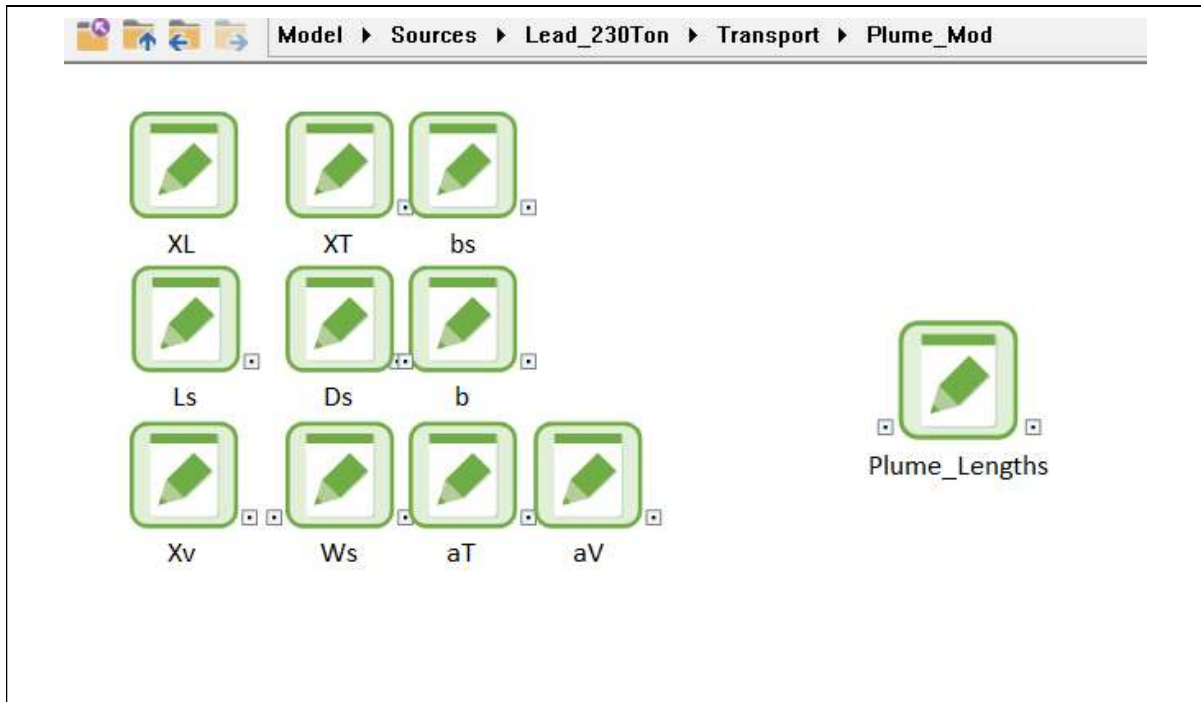 Model ▸ Sources ▸ Lead_230Ton ▸ Transport ▸ Plume_Mod
XL XT bs
Ls Ds b
Plume_Lengths
Xv Ws aT aV